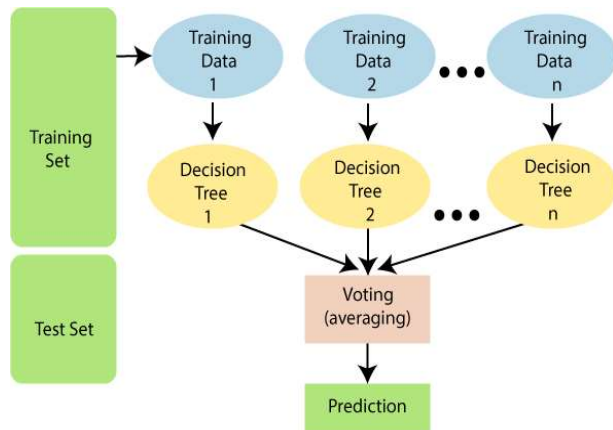 Training
Data
1
Training
Data
2
Training
Data
n
Training
Set
Decision
Tree
1
Decision
Tree
2
Decision
Tree
n
Test Set
Voting
(averaging)
Prediction